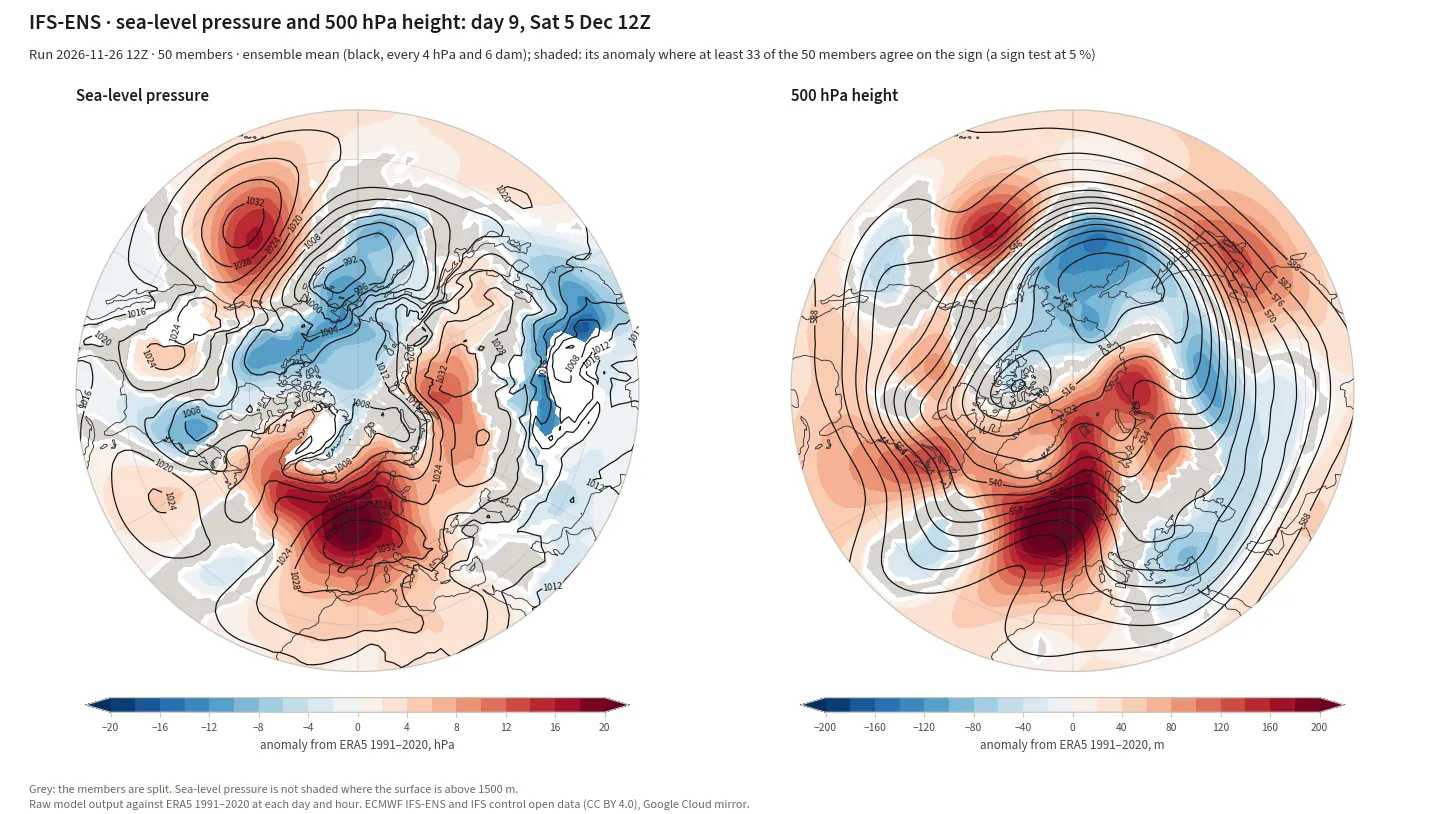 IFS-ENS · sea-level pressure and 500 hPa height: day 9, Sat 5 Dec 12Z
Run 2026-11-26 12Z · 50 members · ensemble mean (black, every 4 hPa and 6 dam); shaded: its anomaly where at least 33 of the 50 members agree on the sign (a sign test at 5 %)
Sea-level pressure
500 hPa height
−20 −16 −12 −8 −4 0 4 8 12 16 20
anomaly from ERA5 1991–2020, hPa
−200 −160 −120 −80 −40 0 40 80 120 160 200
anomaly from ERA5 1991–2020, m
Grey: the members are split. Sea-level pressure is not shaded where the surface is above 1500 m.
Raw model output against ERA5 1991–2020 at each day and hour. ECMWF IFS-ENS and IFS control open data (CC BY 4.0), Google Cloud mirror.